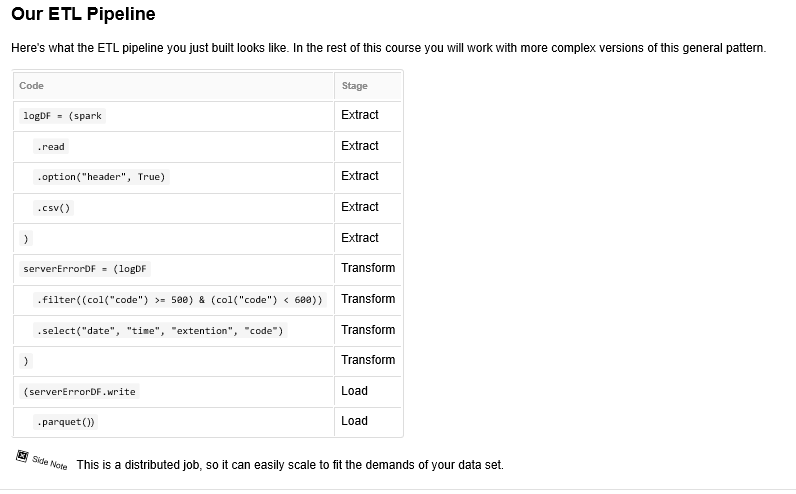 Our ETL Pipeline
Here's what the ETL pipeline you just built looks like. In the rest of this course you will work with more complex versions of this general pattern.
Code Stage
logDF = (spark Extract
.read Extract
.option("header", True) Extract
.csv() Extract
) Extract
serverErrorDF = (logDF Transform
.filter((col("code") >= 500) & (col("code") < 600)) Transform
.select("date", "time", "extention", "code") Transform
) Transform
(serverErrorDF.write Load
.parquet()) Load
Side Note This is a distributed job, so it can easily scale to fit the demands of your data set.